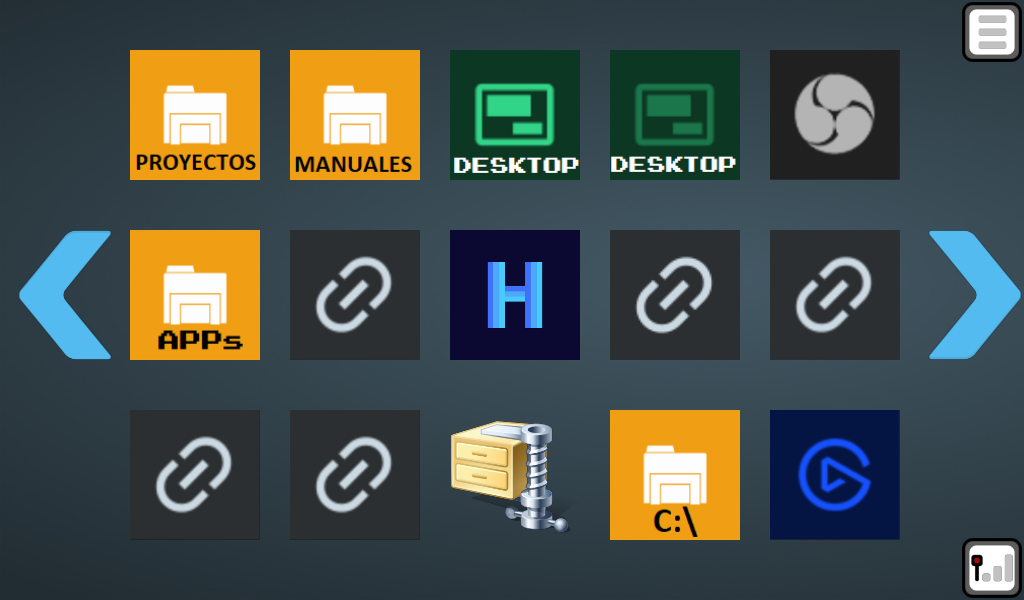 PROYECTOS
MANUALES
DESKTOP
DESKTOP
APPs
H
C:\